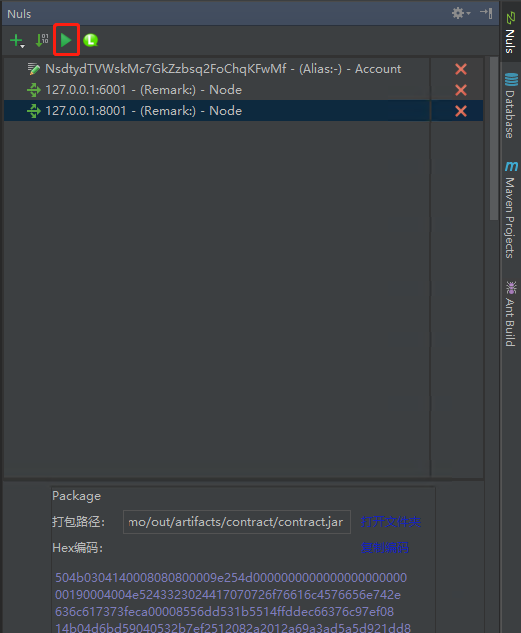 Nuls
NsdtydTVWskMc7GkZzbsq2FoChqKFwMf - (Alias:-) - Account
127.0.0.1:6001 - (Remark:) - Node
127.0.0.1:8001 - (Remark:) - Node
Package
打包路径: mo/out/artifacts/contract/contract.jar 打开文件夹
Hex编码: 复制编码
504b0304140008080800009e254d0000000000000000000000
00190004004e5243323024417070726f76616c4576656e742e
636c617373feca00008556dd531b5514ffddec66376c97ef08
14b04d6bd59040532b7ef2512082a2012a69a3ad5a5d921dd8
Nuls
Database
Maven Projects
Ant Build